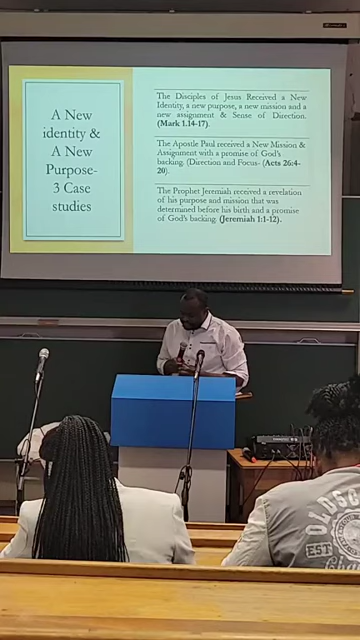 A New
identity &
A New
Purpose-
3 Case
studies
The Disciples of Jesus Received a New
Identity, a new purpose, a new mission and
a new assignment & Sense of Direction.
(Mark 1.14-17).
The Apostle Paul received a New Mission &
Assignment with a promise of God's
backing. (Direction and Focus- (Acts 26:4-
20).
The Prophet Jeremiah received a revelation
of his purpose and mission that was
determined before his birth and a promise
of God's backing. (Jeremiah 1:1-12).
OLDSC
EST